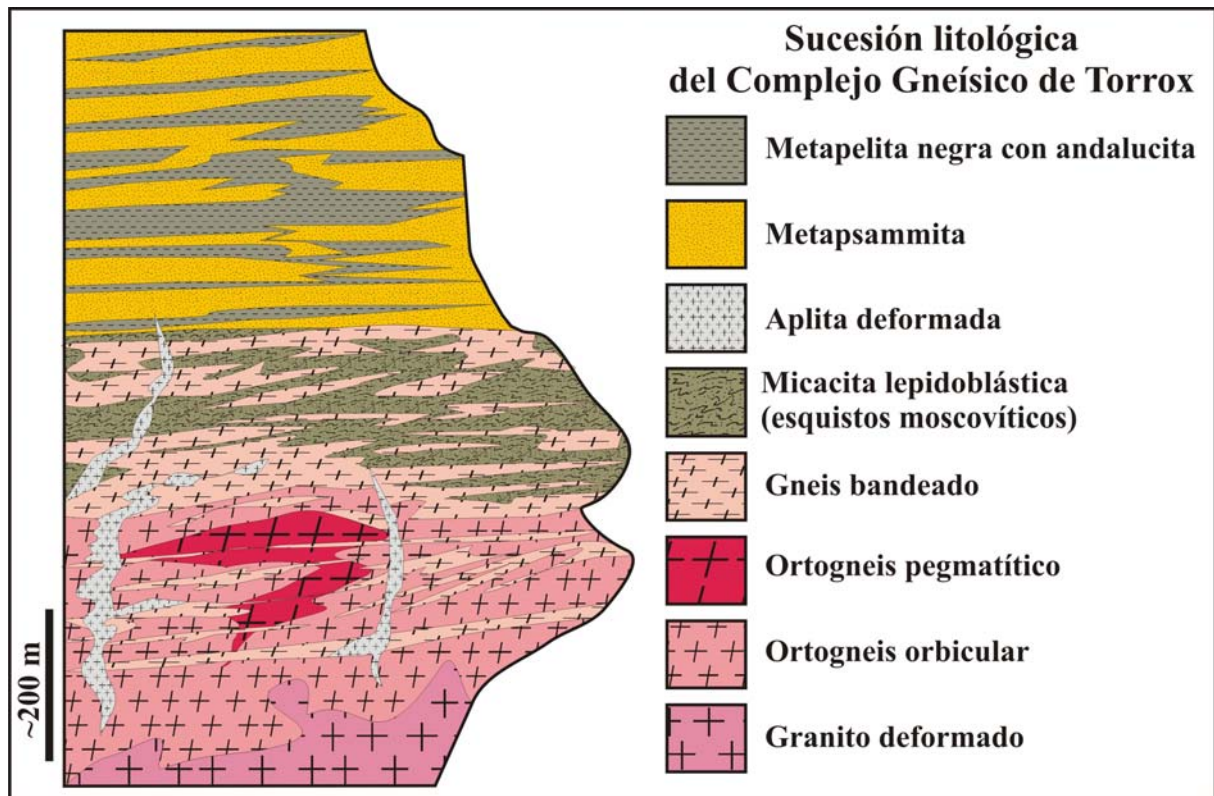 Sucesión litológica
del Complejo Gneísico de Torrox
Metapelita negra con andalucita
Metapsammita
Aplita deformada
Micacita lepidoblástica
(esquistos moscovíticos)
Gneis bandeado
Ortogneis pegmatítico
Ortogneis orbicular
Granito deformado
~200 m